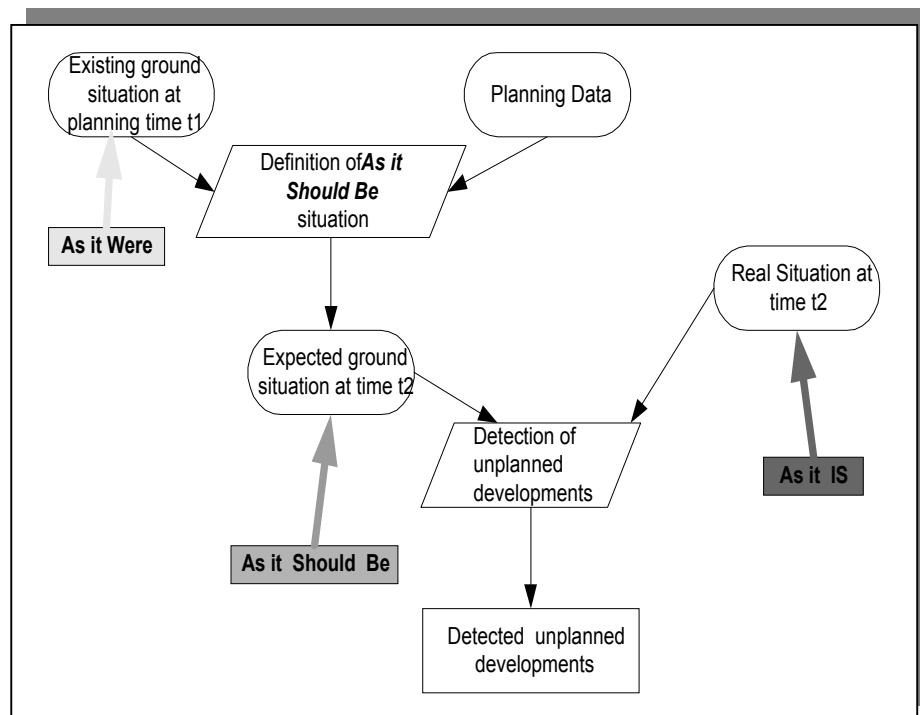 Existing ground
situation at
planning time t1
Planning Data
Definition ofAs it
Should Be
situation
As it Were
Real Situation at
time t2
Expected ground
situation at time t2
Detection of
unplanned
developments
As it IS
As it Should Be
Detected unplanned
developments